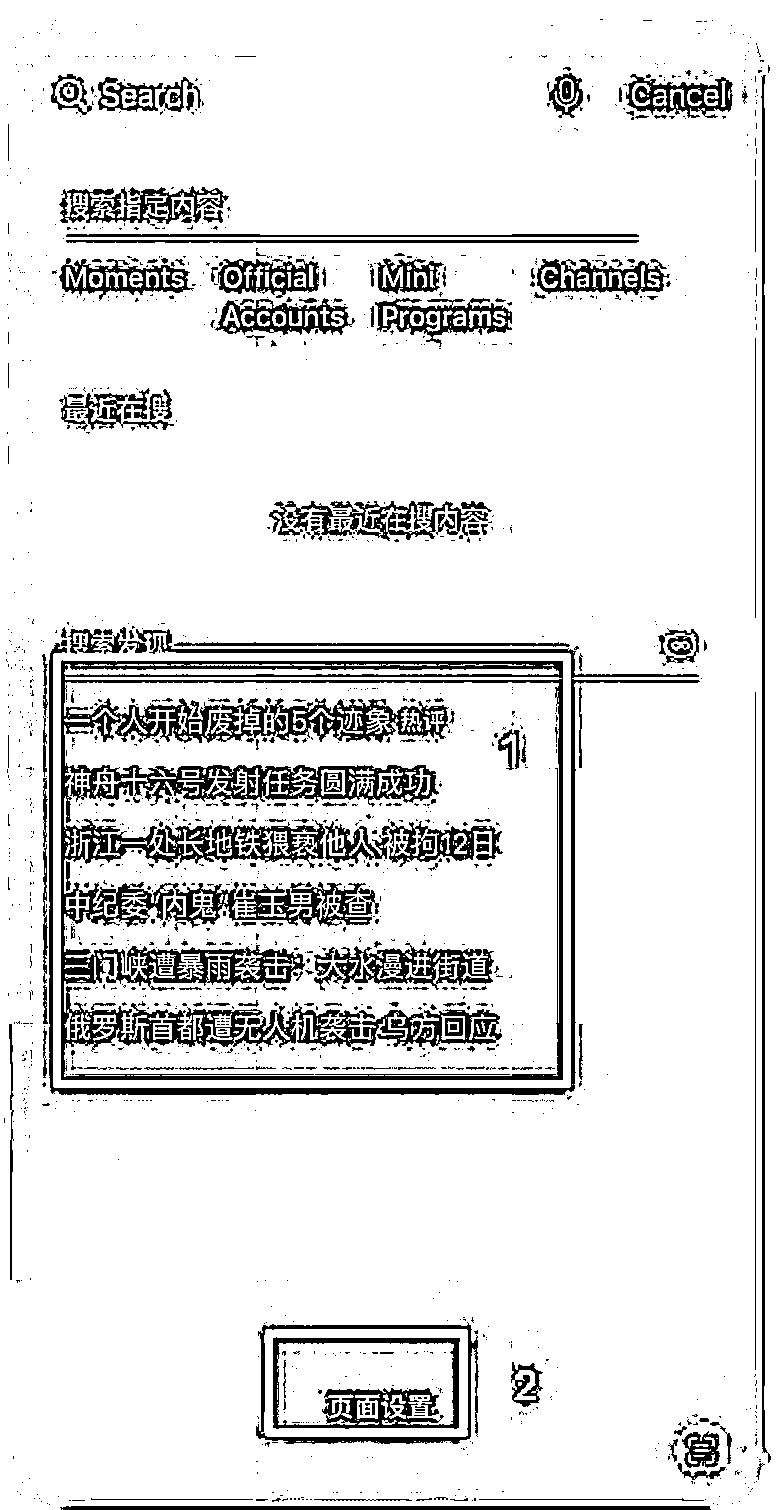 Search Cancel
搜索指定内容
Moments Official Accounts Mini Programs Channels
最近在搜
没有最近在搜内容
搜索发现
一个人开始废掉的5个迹象 热评
1
神舟十六号发射任务圆满成功
浙江一处长地铁猥亵他人 被拘12日
中纪委“内鬼”崔玉男被查
三门峡遭暴雨袭击：大水漫进街道
俄罗斯首都遭无人机袭击 乌方回应
页面设置
2